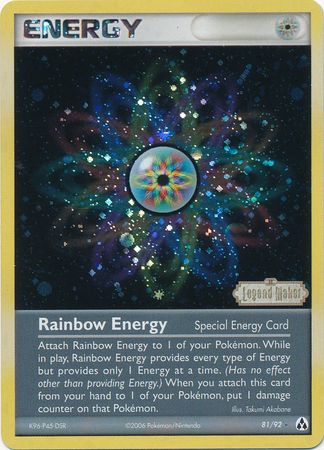 ENERGY
EX
Legend Maker
Rainbow Energy Special Energy Card
Attach Rainbow Energy to 1 of your Pokémon. While
in play, Rainbow Energy provides every type of Energy
but provides only 1 Energy at a time. (Has no effect
other than providing Energy.) When you attach this
card from your hand to 1 of your Pokémon, put 1
damage counter on that Pokémon.
Illus. Takumi Akabane
K96-P45-D5R ©2006 Pokémon/Nintendo 81/92